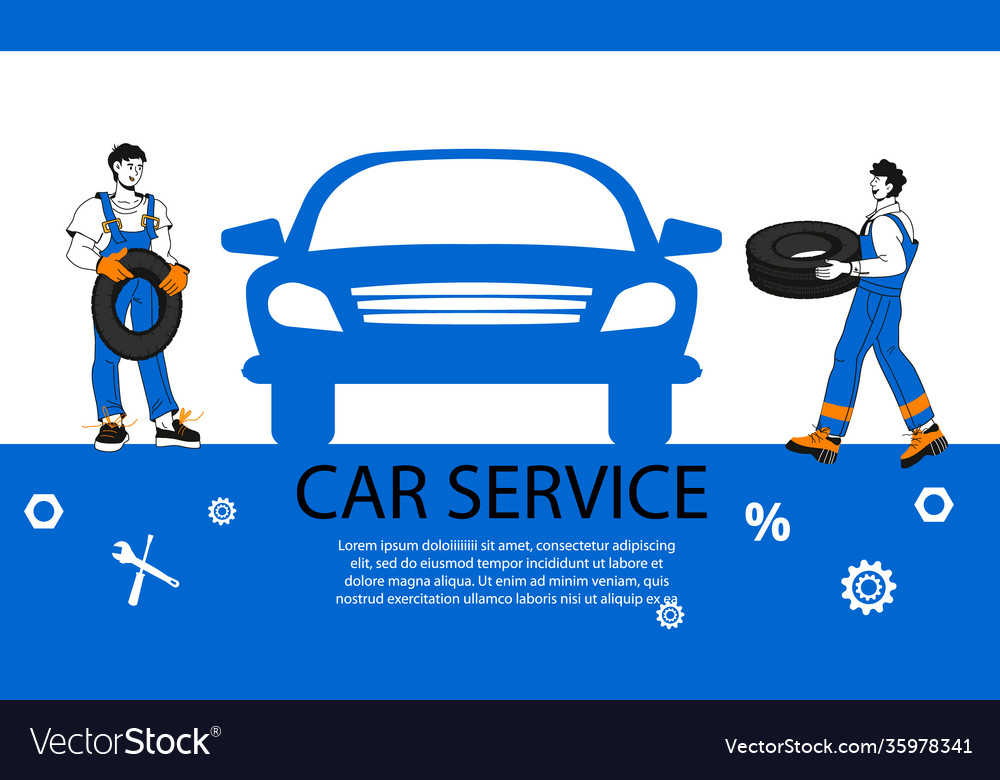 CAR SERVICE
%
Lorem ipsum doloiiiiiii sit amet, consectetur adipiscing
elit, sed do eiusmod tempor incididunt ut labore et
dolore magna aliqua. Ut enim ad minim veniam, quis
nostrud exercitation ullamco laboris nisi ut aliquip ex ea
VectorStock®
VectorStock.com/35978341